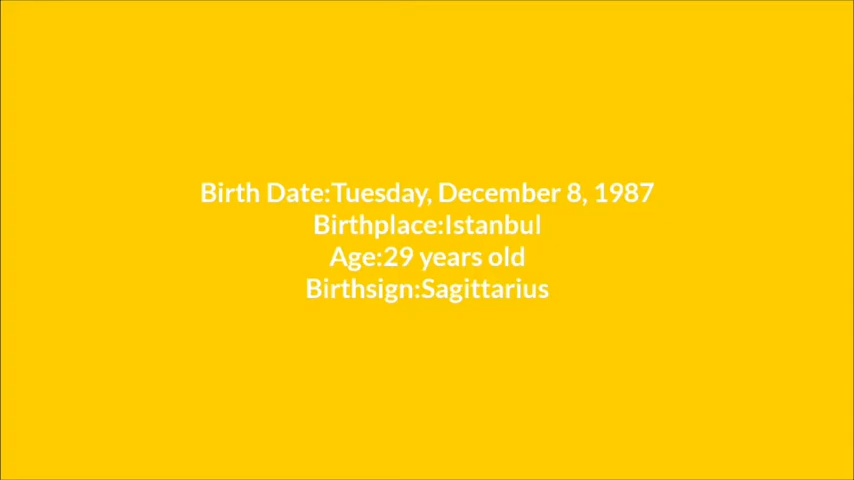 Birth Date:Tuesday, December 8, 1987
Birthplace:Istanbul
Age:29 years old
Birthsign:Sagittarius